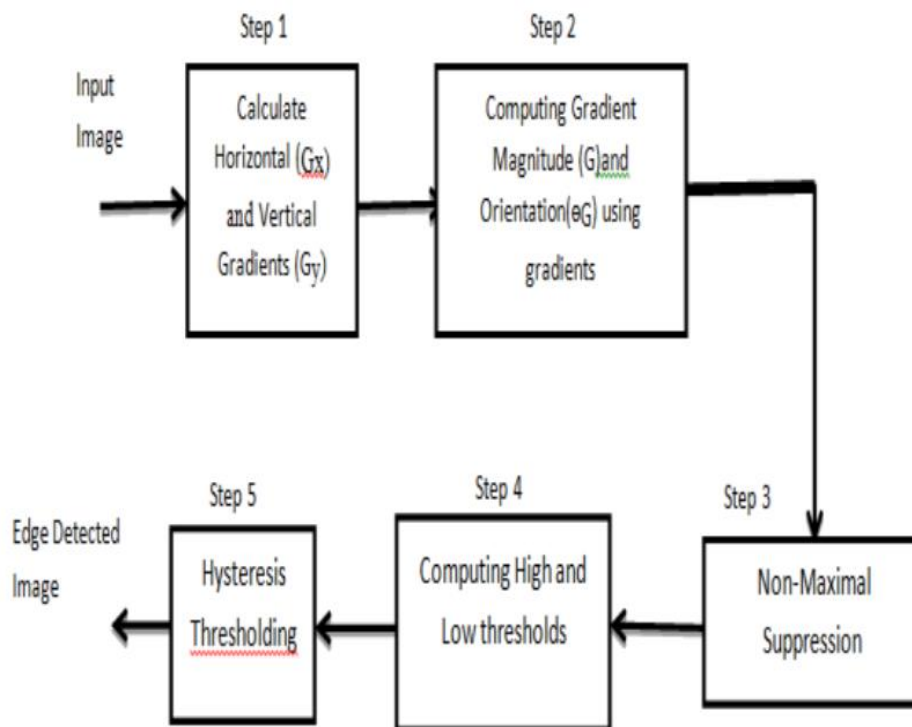 Step 1
Step 2
Input
Image
Calculate
Horizontal (Gx)
and Vertical
Gradients (Gy)
Computing Gradient
Magnitude (G)and
Orientation(θG) using
gradients
Step 3
Non-Maximal
Suppression
Step 4
Computing High and
Low thresholds
Step 5
Hysteresis
Thresholding
Edge Detected
Image